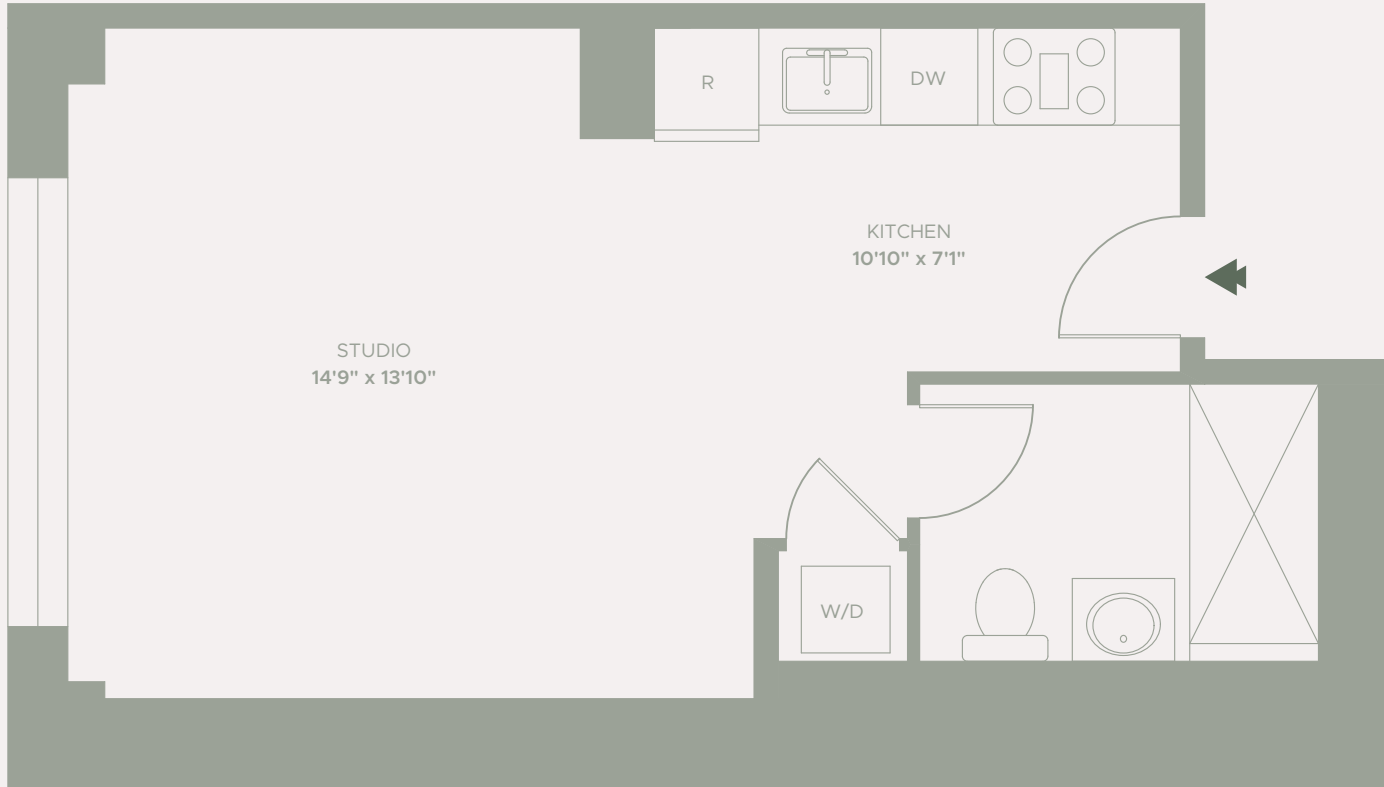 R
DW
KITCHEN
10'10" x 7'1"
STUDIO
14'9" x 13'10"
W/D